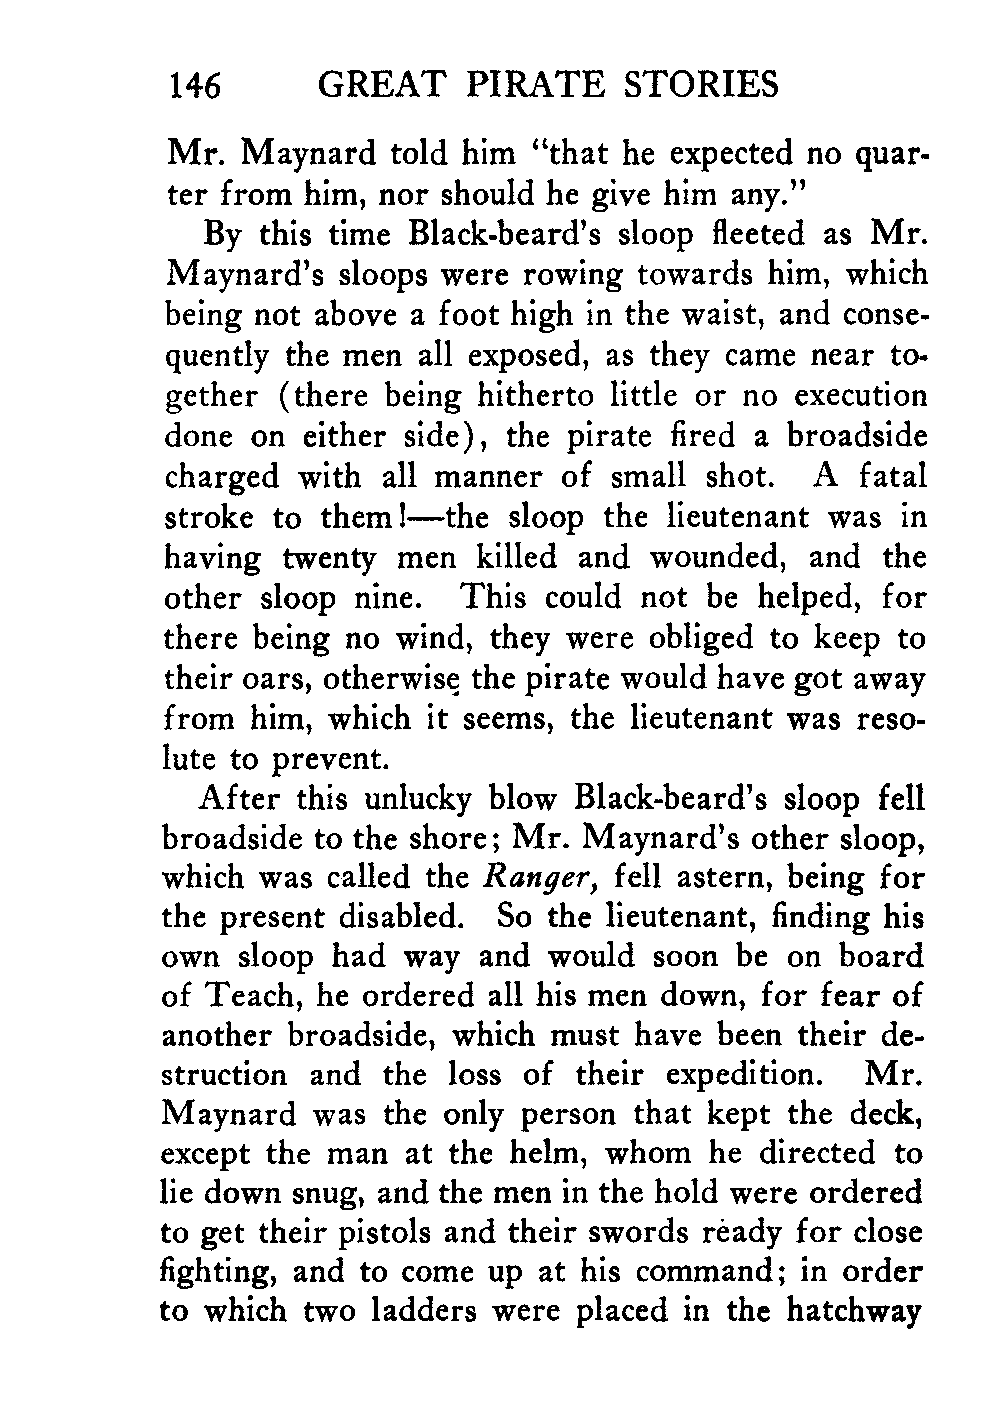 146 GREAT PIRATE STORIES
Mr. Maynard told him "that he expected no quar-
ter from him, nor should he give him any."
By this time Black-beard's sloop fleeted as Mr.
Maynard's sloops were rowing towards him, which
being not above a foot high in the waist, and conse-
quently the men all exposed, as they came near to-
gether (there being hitherto little or no execution
done on either side), the pirate fired a broadside
charged with all manner of small shot. A fatal
stroke to them!—the sloop the lieutenant was in
having twenty men killed and wounded, and the
other sloop nine. This could not be helped, for
there being no wind, they were obliged to keep to
their oars, otherwise the pirate would have got away
from him, which it seems, the lieutenant was reso-
lute to prevent.
After this unlucky blow Black-beard's sloop fell
broadside to the shore; Mr. Maynard's other sloop,
which was called the Ranger, fell astern, being for
the present disabled. So the lieutenant, finding his
own sloop had way and would soon be on board
of Teach, he ordered all his men down, for fear of
another broadside, which must have been their de-
struction and the loss of their expedition. Mr.
Maynard was the only person that kept the deck,
except the man at the helm, whom he directed to
lie down snug, and the men in the hold were ordered
to get their pistols and their swords ready for close
fighting, and to come up at his command; in order
to which two ladders were placed in the hatchway